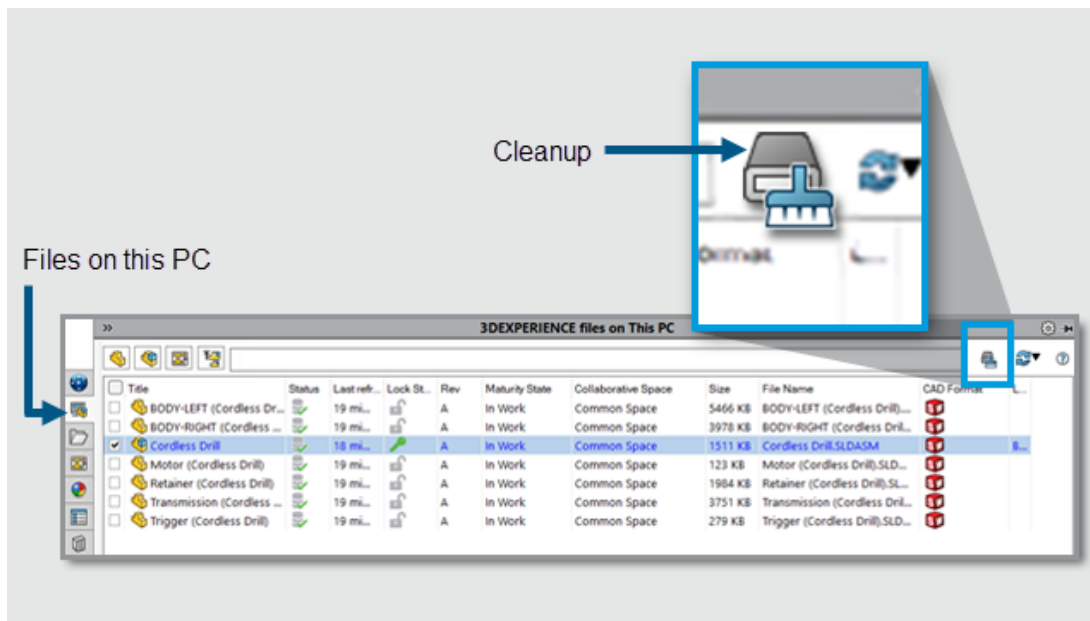 Cleanup
Files on this PC
3DEXPERIENCE files on This PC
Title Status Last refr... Lock St... Rev Maturity State Collaborative Space Size File Name CAD Format L...
BODY-LEFT (Cordless Dr... 19 mi... A In Work Common Space 5466 KB BODY-LEFT (Cordless Drill)....
BODY-RIGHT (Cordless ... 19 mi... A In Work Common Space 3978 KB BODY-RIGHT (Cordless Dril...
Cordless Drill 18 mi... A In Work Common Space 1511 KB Cordless Drill.SLDASM B...
Motor (Cordless Drill) 19 mi... A In Work Common Space 123 KB Motor (Cordless Drill).SLD...
Retainer (Cordless Drill) 19 mi... A In Work Common Space 1984 KB Retainer (Cordless Drill).SL...
Transmission (Cordless ... 19 mi... A In Work Common Space 3751 KB Transmission (Cordless Dril...
Trigger (Cordless Drill) 19 mi... A In Work Common Space 279 KB Trigger (Cordless Drill).SLD...